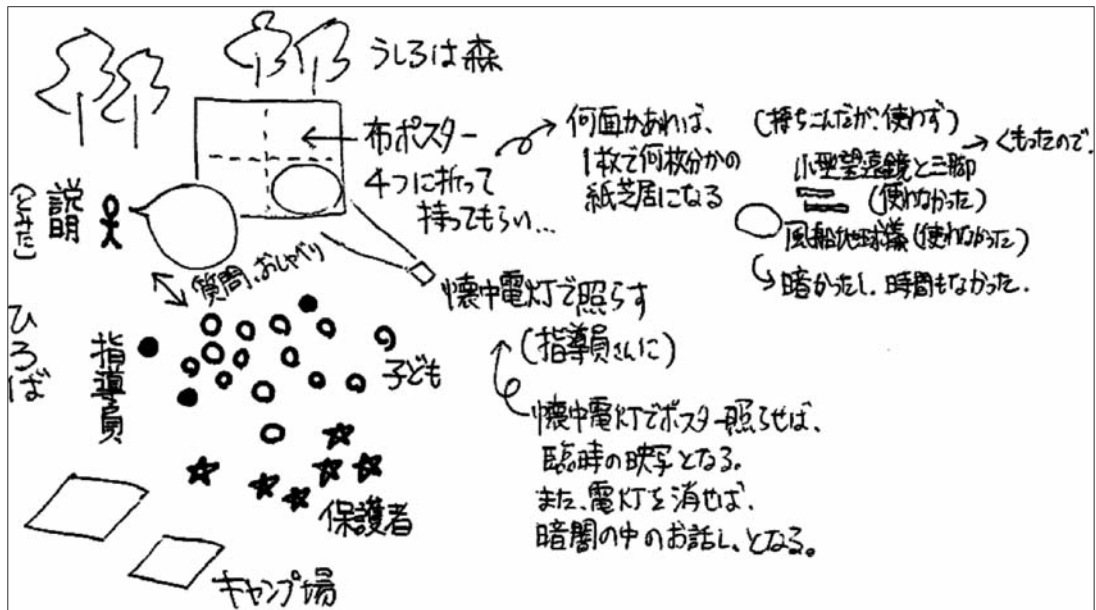 うしろは森
布ポスター
4つに折って
持ってもらい…
何面かあれば、
1枚で何枚分かの
紙芝居になる
(持ちこんだが、使わず)
小型望遠鏡と三脚
(使わなかった)
くもったので。
風船地球儀(使わなかった)
暗かったし、時間もなかった。
説明
(とみた)
質問、おしゃべり
懐中電灯で照らす
(指導員さんに)
ひろば
指導員
子ども
懐中電灯でポスター照らせば、
臨時の映写となる。
また、電灯を消せば、
暗闇の中のお話し、となる。
保護者
キャンプ場